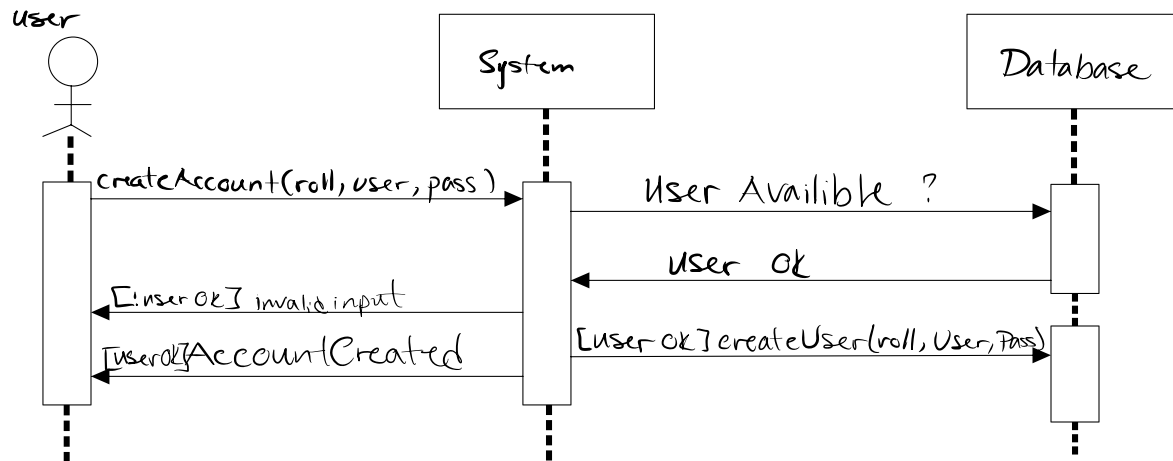 user
System
Database
createAccount(roll, user, pass)
User Availible ?
user ok
[!user ok] invalid input
[user ok] createUser(roll, User, Pass)
[user ok] AccountCreated